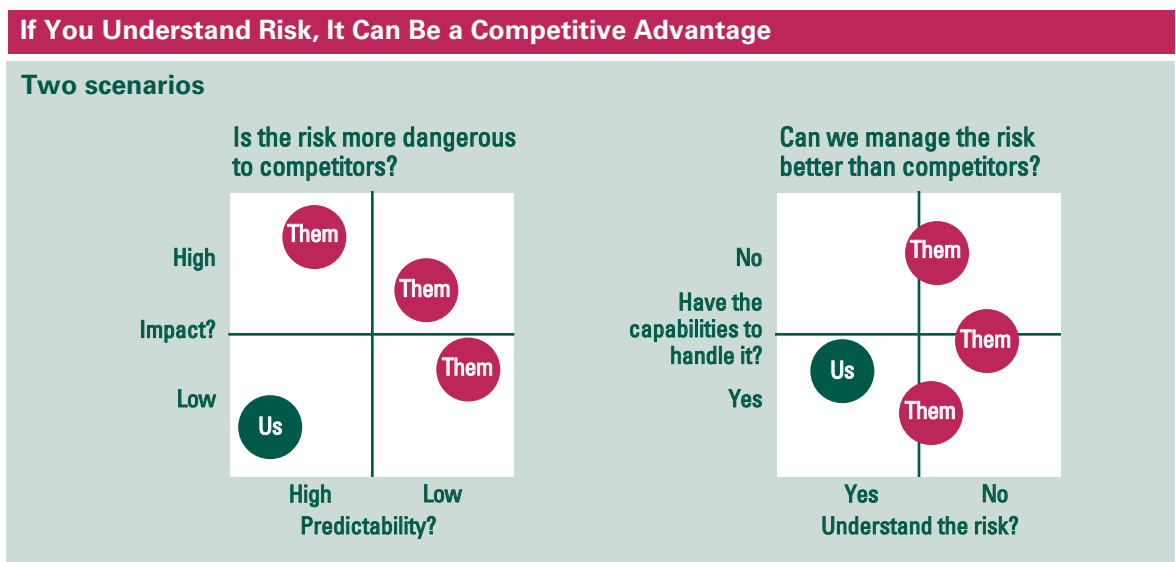 If You Understand Risk, It Can Be a Competitive Advantage
Two scenarios
Is the risk more dangerous
to competitors?
Them
High
Them
Impact?
Them
Low
Us
High
Low
Predictability?
Can we manage the risk
better than competitors?
Them
No
Have the
capabilities to
handle it?
Them
Us
Yes
Them
Yes
No
Understand the risk?